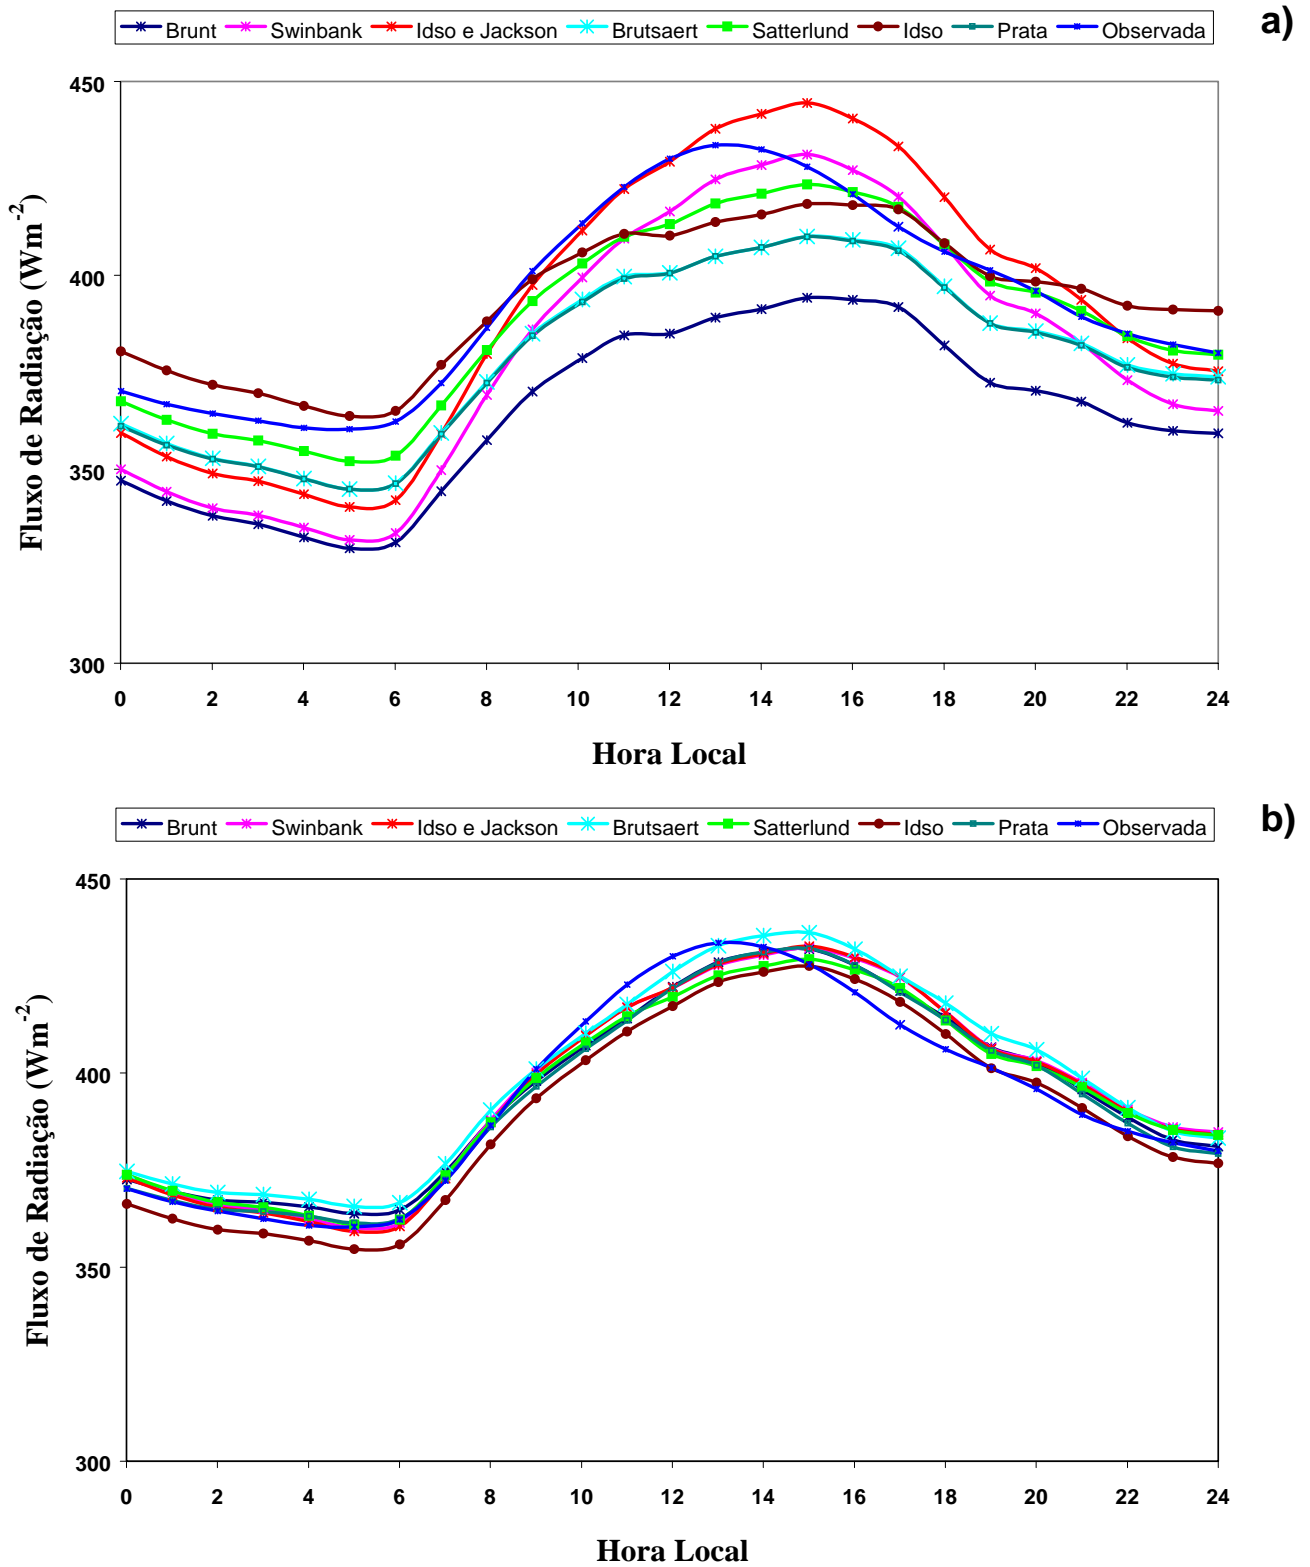 a)
Brunt Swinbank Idso e Jackson Brutsaert Satterlund Idso Prata Observada
450
400
350
300
Fluxo de Radiação (Wm-2)
0 2 4 6 8 10 12 14 16 18 20 22 24
Hora Local
b)
Brunt Swinbank Idso e Jackson Brutsaert Satterlund Idso Prata Observada
450
400
350
300
Fluxo de Radiação (Wm-2)
0 2 4 6 8 10 12 14 16 18 20 22 24
Hora Local